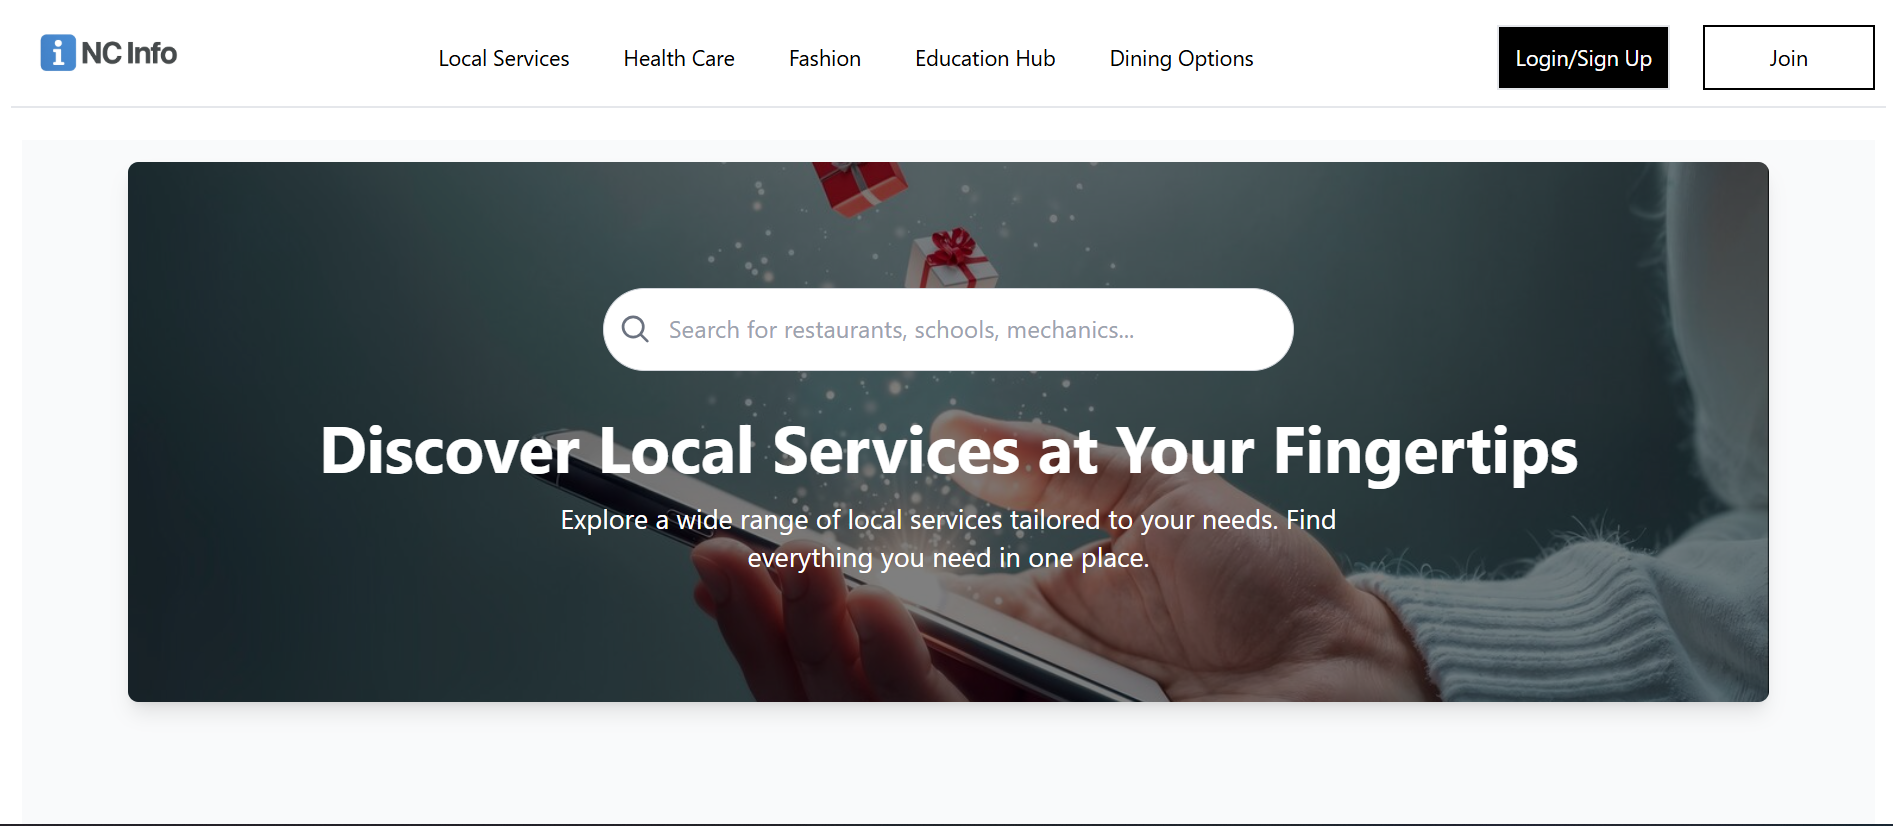 i NC Info
Local Services
Health Care
Fashion
Education Hub
Dining Options
Login/Sign Up
Join
Search for restaurants, schools, mechanics...
Discover Local Services at Your Fingertips
Explore a wide range of local services tailored to your needs. Find
everything you need in one place.